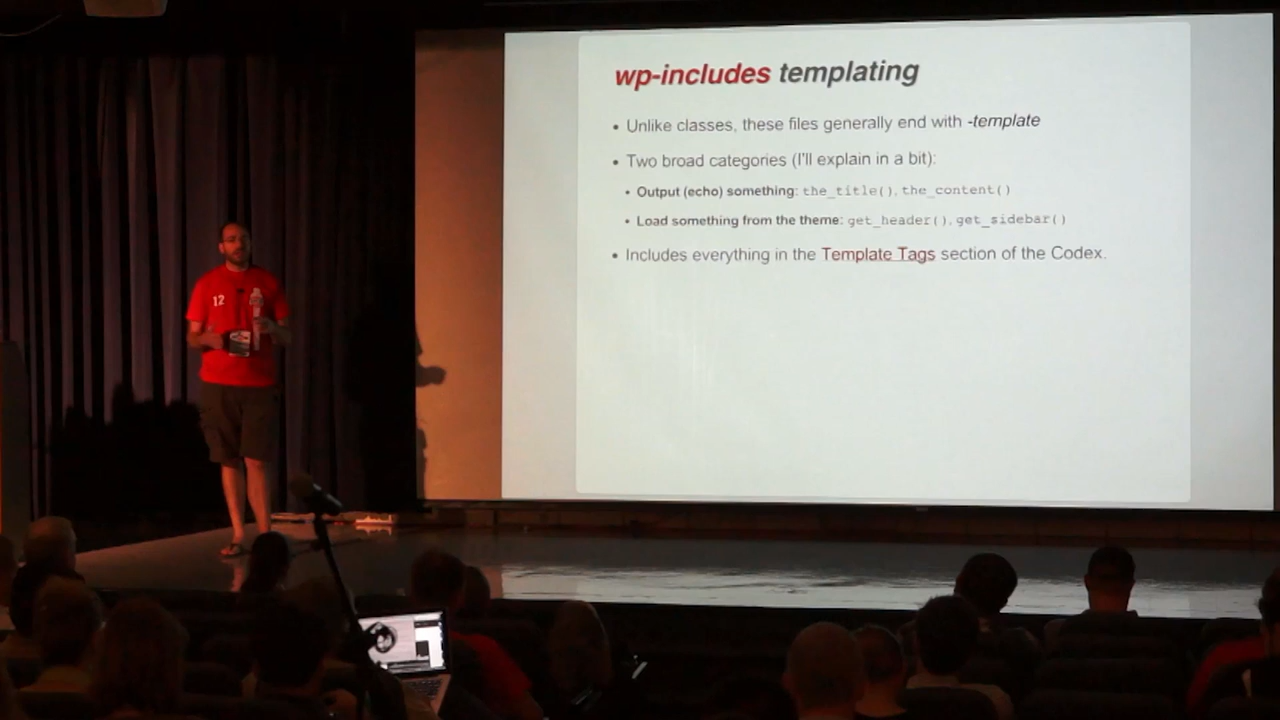 wp-includes templating
• Unlike classes, these files generally end with -template
• Two broad categories (I'll explain in a bit):
• Output (echo) something: the_title(), the_content()
• Load something from the theme: get_header(), get_sidebar()
• Includes everything in the Template Tags section of the Codex.
12